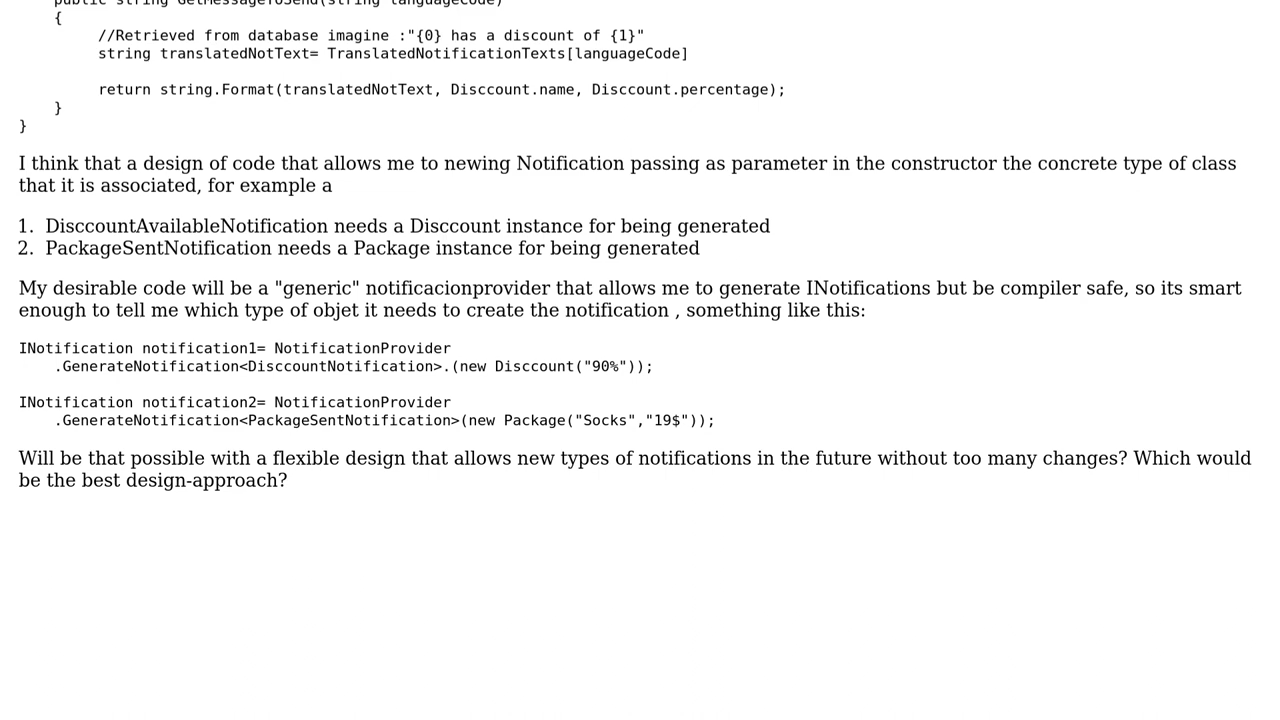 public string GetMessageToSend(string languageCode)
{
//Retrieved from database imagine :"{0} has a discount of {1}"
string translatedNotText= TranslatedNotificationTexts[languageCode]
return string.Format(translatedNotText, Disccount.name, Disccount.percentage);
}
}
I think that a design of code that allows me to newing Notification passing as parameter in the constructor the concrete type of class
that it is associated, for example a
1. DisccountAvailableNotification needs a Disccount instance for being generated
2. PackageSentNotification needs a Package instance for being generated
My desirable code will be a "generic" notificacionprovider that allows me to generate INotifications but be compiler safe, so its smart
enough to tell me which type of objet it needs to create the notification , something like this:
INotification notification1= NotificationProvider
.GenerateNotification<DisccountNotification>.(new Disccount("90%"));
INotification notification2= NotificationProvider
.GenerateNotification<PackageSentNotification>(new Package("Socks","19$"));
Will be that possible with a flexible design that allows new types of notifications in the future without too many changes? Which would
be the best design-approach?